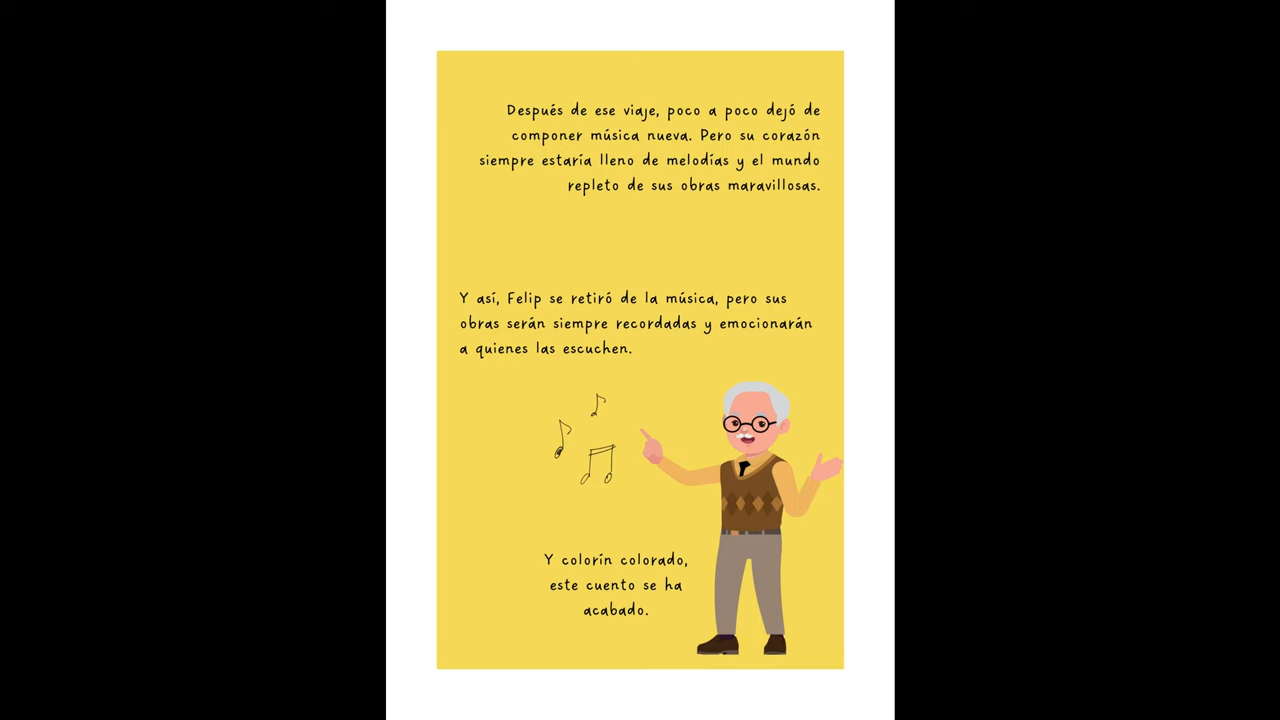 Después de ese viaje, poco a poco dejó de
componer música nueva. Pero su corazón
siempre estaría lleno de melodías y el mundo
repleto de sus obras maravillosas.
Y así, Felip se retiró de la música, pero sus
obras serán siempre recordadas y emocionarán
a quienes las escuchen.
Y colorín colorado,
este cuento se ha
acabado.